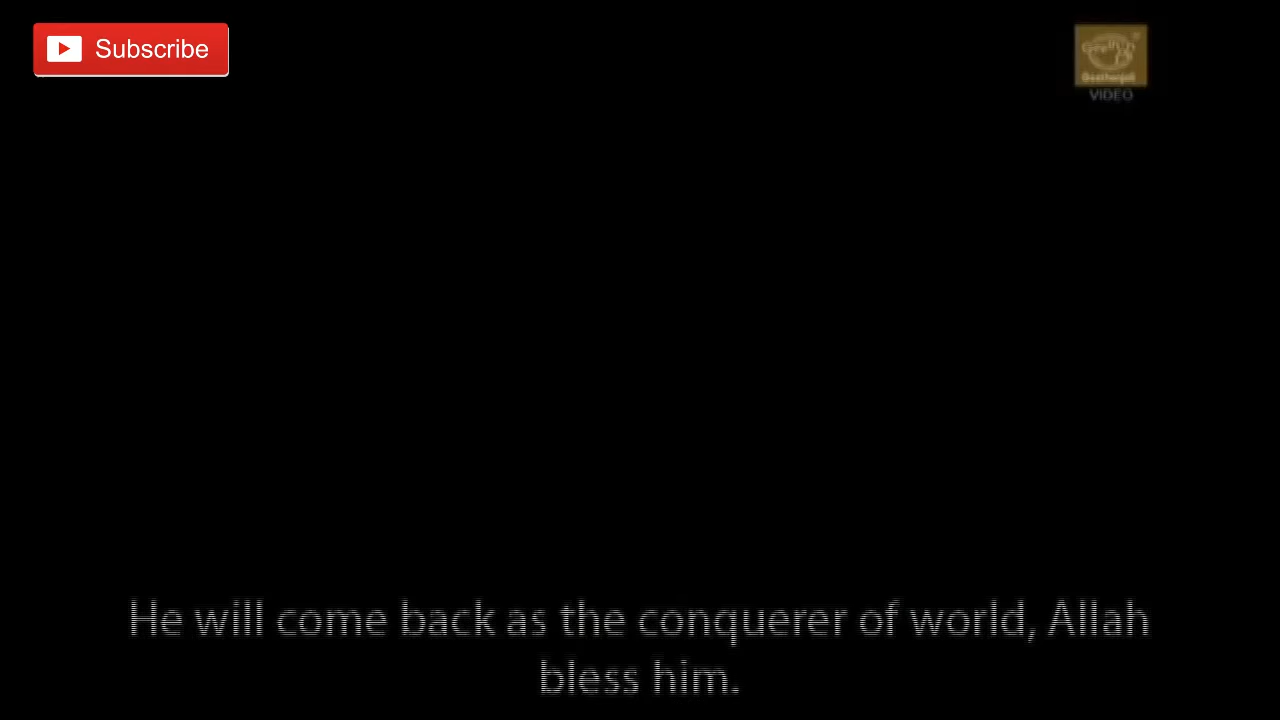 Subscribe
VIDEO
He will come back as the conquerer of world, Allah
bless him.